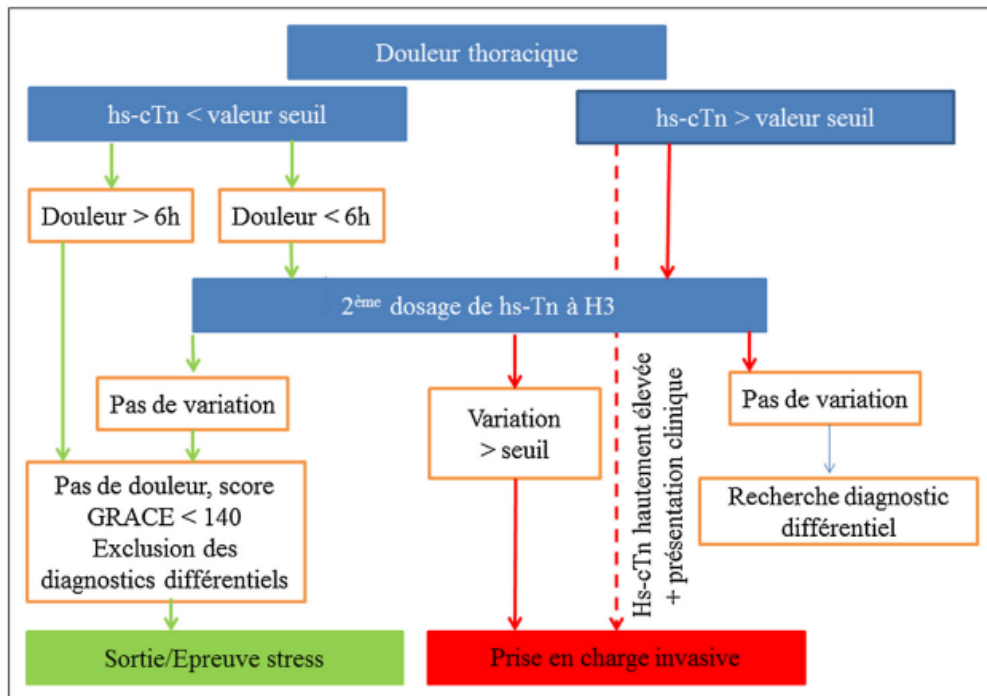 Douleur thoracique
hs-cTn < valeur seuil
hs-cTn > valeur seuil
Douleur > 6h
Douleur < 6h
2ème dosage de hs-Tn à H3
Pas de variation
Variation
> seuil
Hs-cTn hautement élevée
+ présentation clinique
Pas de variation
Pas de douleur, score
GRACE < 140
Exclusion des
diagnostics différentiels
Recherche diagnostic
différentiel
Sortie/Epreuve stress
Prise en charge invasive